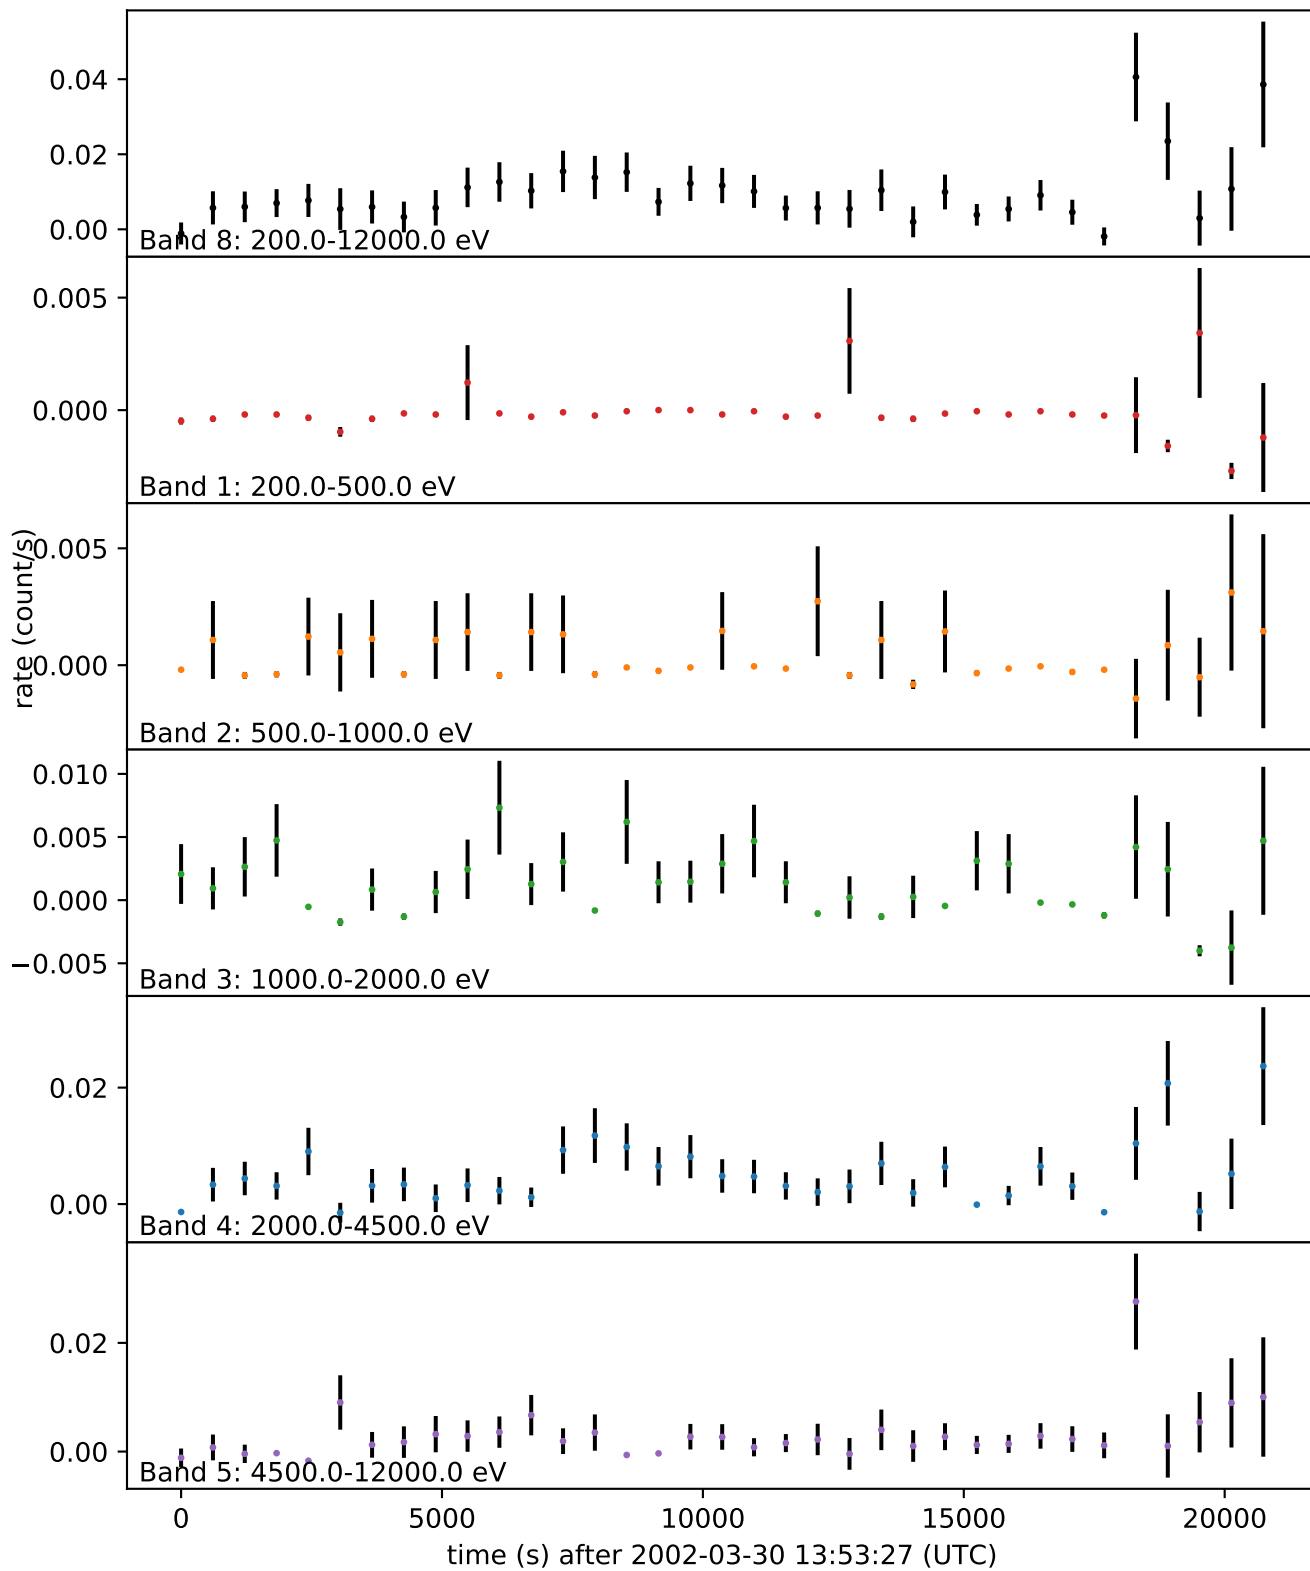 0.04
0.02
0.00
Band 8: 200.0-12000.0 eV
0.005
0.000
Band 1: 200.0-500.0 eV
rate (count/s)
0.005
0.000
Band 2: 500.0-1000.0 eV
0.010
0.005
0.000
−0.005
Band 3: 1000.0-2000.0 eV
0.02
0.00
Band 4: 2000.0-4500.0 eV
0.02
0.00
Band 5: 4500.0-12000.0 eV
0 5000 10000 15000 20000
time (s) after 2002-03-30 13:53:27 (UTC)